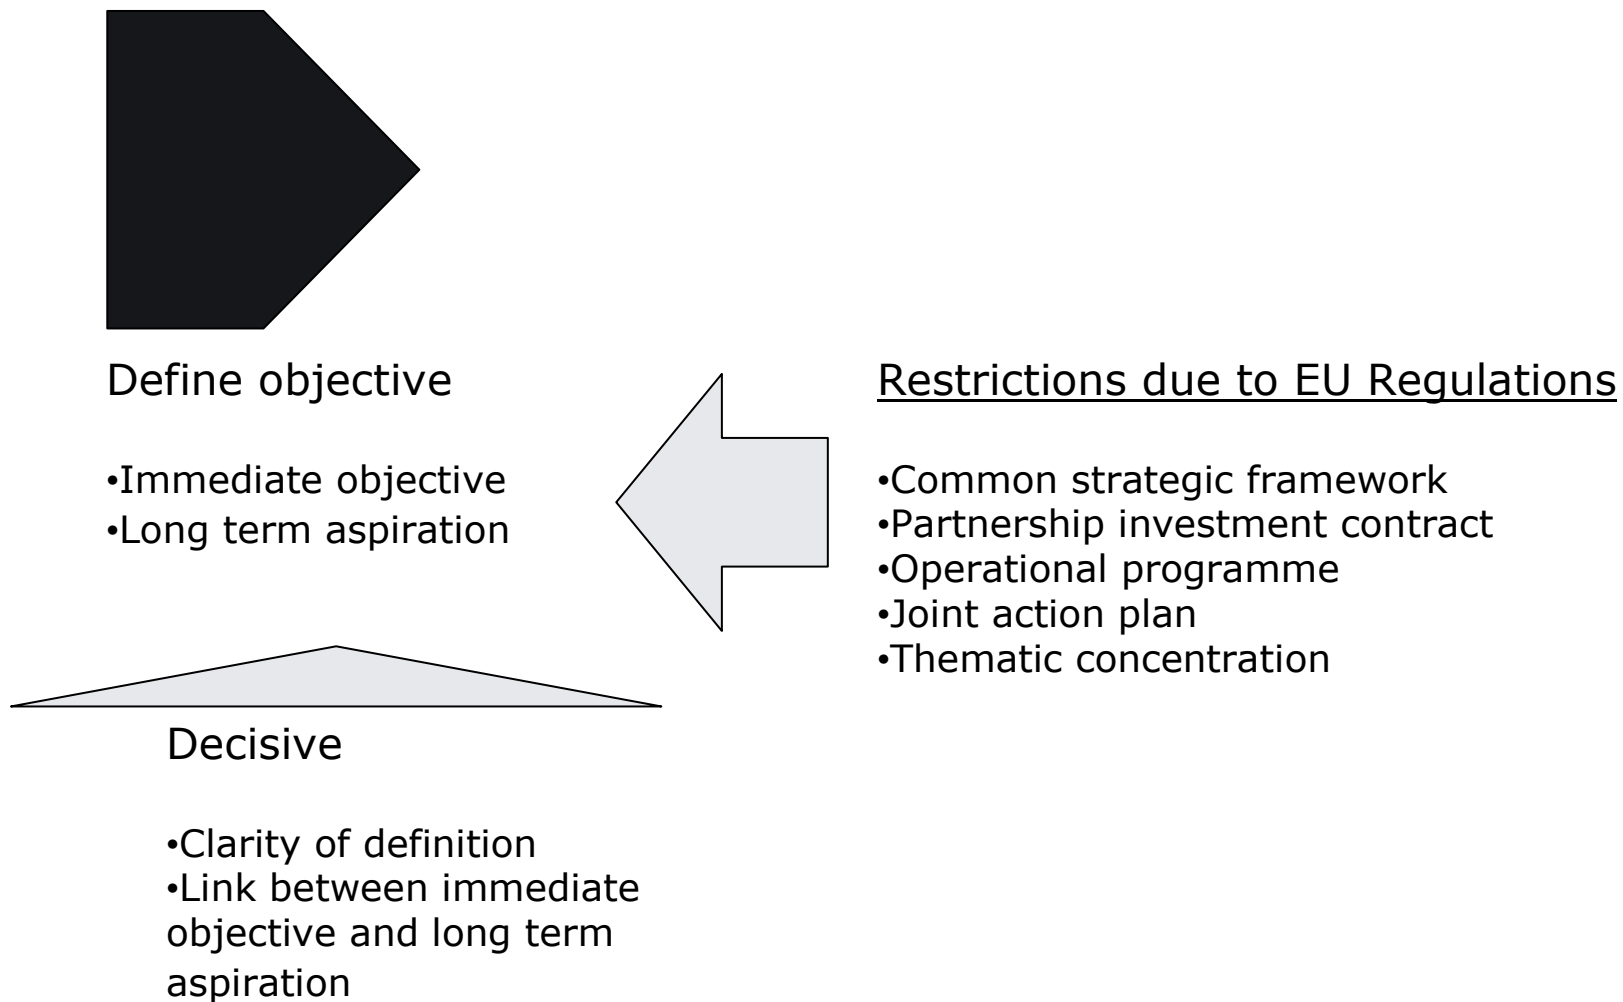 Define objective
•Immediate objective
•Long term aspiration
Restrictions due to EU Regulations
•Common strategic framework
•Partnership investment contract
•Operational programme
•Joint action plan
•Thematic concentration
Decisive
•Clarity of definition
•Link between immediate
objective and long term
aspiration